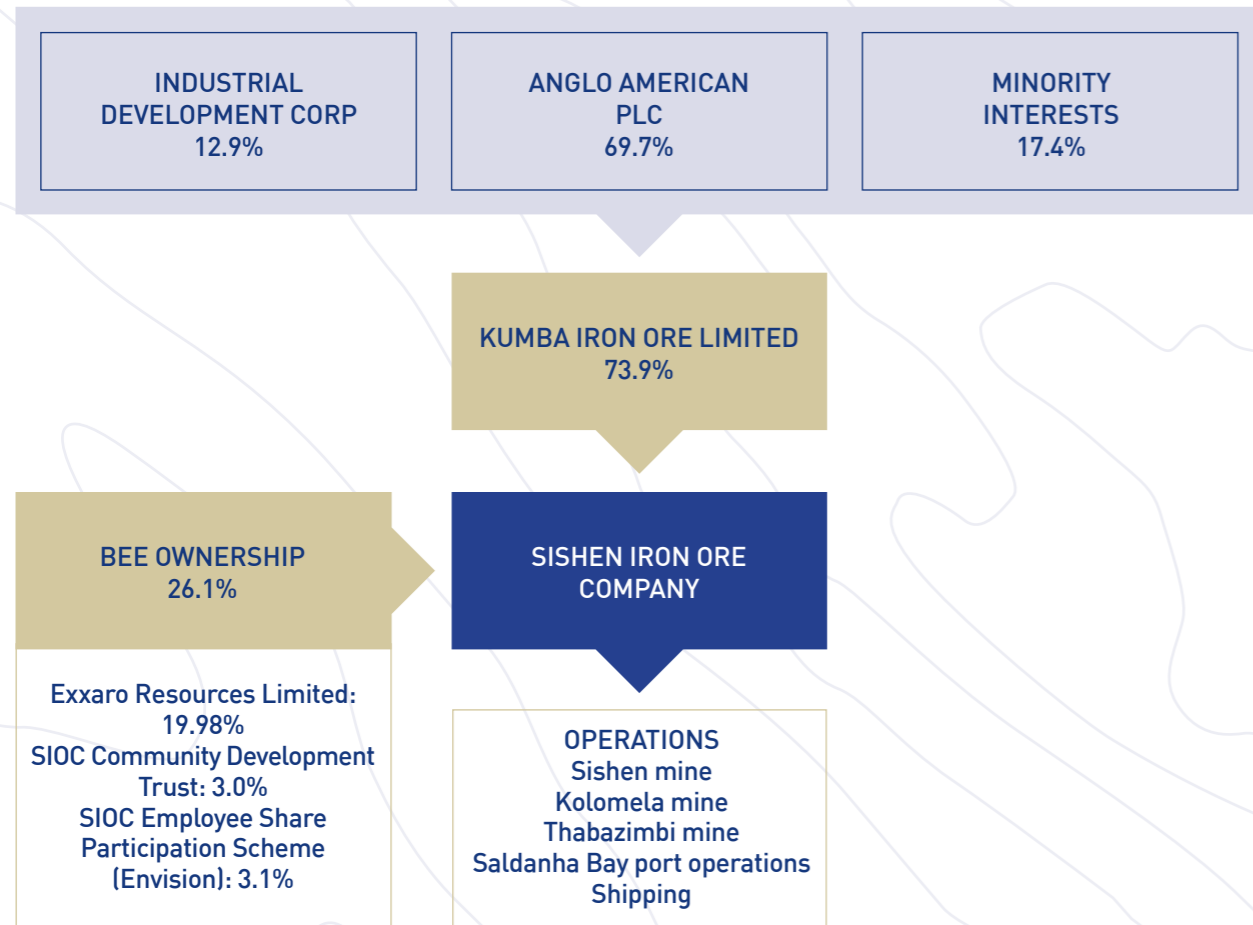 INDUSTRIAL
DEVELOPMENT CORP
12.9%
ANGLO AMERICAN
PLC
69.7%
MINORITY
INTERESTS
17.4%
KUMBA IRON ORE LIMITED
73.9%
BEE OWNERSHIP
26.1%
Exxaro Resources Limited:
19.98%
SIOC Community Development
Trust: 3.0%
SIOC Employee Share
Participation Scheme
(Envision): 3.1%
SISHEN IRON ORE
COMPANY
OPERATIONS
Sishen mine
Kolomela mine
Thabazimbi mine
Saldanha Bay port operations
Shipping